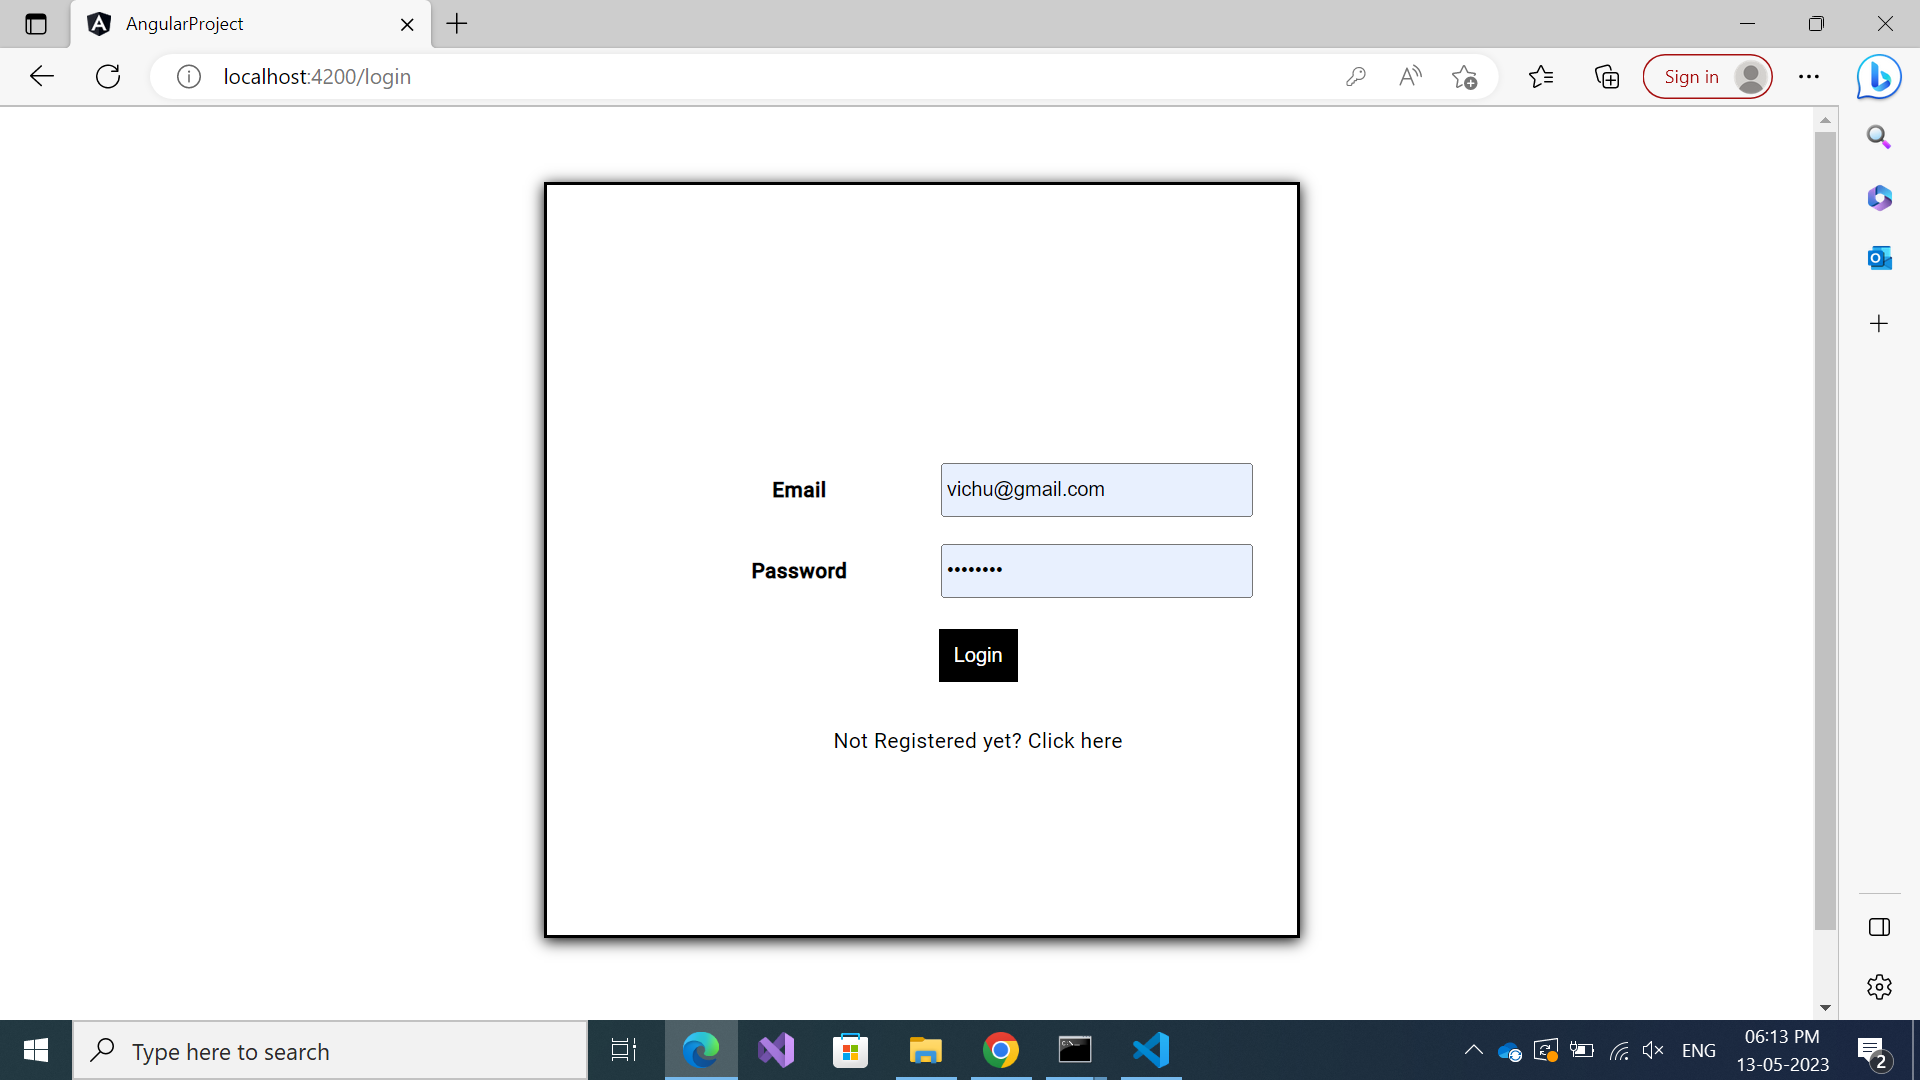 AngularProject
localhost:4200/login
Sign in
Email
vichu@gmail.com
Password
••••••••
Login
Not Registered yet? Click here
Type here to search
ENG
06:13 PM
13-05-2023
2